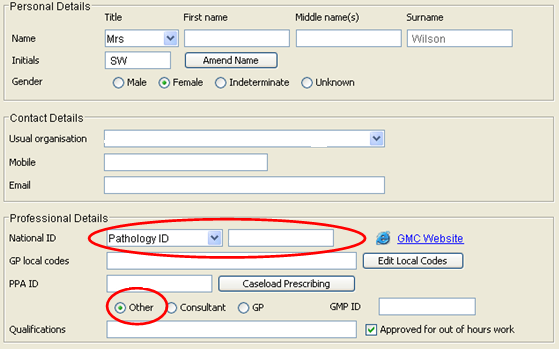 Personal Details
Title First name Middle name(s) Surname
Name Mrs Wilson
Initials SW Amend Name
Gender Male Female Indeterminate Unknown
Contact Details
Usual organisation
Mobile
Email
Professional Details
National ID Pathology ID GMC Website
GP local codes Edit Local Codes
PPA ID Caseload Prescribing
Other Consultant GP GMP ID
Qualifications Approved for out of hours work